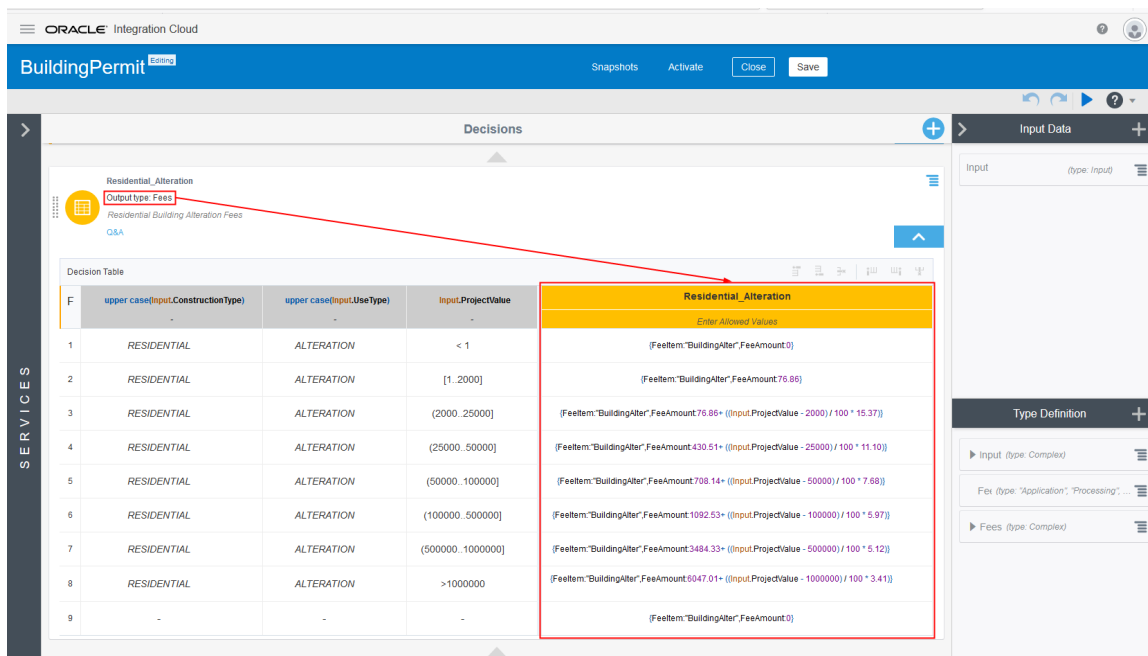 ORACLE Integration Cloud
BuildingPermit Editing
Snapshots Activate Close Save
Decisions
Input Data
Residential_Alteration
Output type: Fees
Residential Building Alteration Fees
Q&A
Input (type: Input)
Decision Table
F upper case(Input.ConstructionType) upper case(Input.UseType) Input.ProjectValue Residential_Alteration
- - - Enter Allowed Values
1 RESIDENTIAL ALTERATION < 1 {FeeItem:"BuildingAlter",FeeAmount:0}
2 RESIDENTIAL ALTERATION [1..2000] {FeeItem:"BuildingAlter",FeeAmount:76.86}
3 RESIDENTIAL ALTERATION (2000..25000] {FeeItem:"BuildingAlter",FeeAmount:76.86+ ((Input.ProjectValue - 2000) / 100 * 15.37)}
4 RESIDENTIAL ALTERATION (25000..50000] {FeeItem:"BuildingAlter",FeeAmount:430.51+ ((Input.ProjectValue - 25000) / 100 * 11.10)}
5 RESIDENTIAL ALTERATION (50000..100000] {FeeItem:"BuildingAlter",FeeAmount:708.14+ ((Input.ProjectValue - 50000) / 100 * 7.68)}
6 RESIDENTIAL ALTERATION (100000..500000] {FeeItem:"BuildingAlter",FeeAmount:1092.53+ ((Input.ProjectValue - 100000) / 100 * 5.97)}
7 RESIDENTIAL ALTERATION (500000..1000000] {FeeItem:"BuildingAlter",FeeAmount:3484.33+ ((Input.ProjectValue - 500000) / 100 * 5.12)}
8 RESIDENTIAL ALTERATION >1000000 {FeeItem:"BuildingAlter",FeeAmount:6047.01+ ((Input.ProjectValue - 1000000) / 100 * 3.41)}
9 - - - {FeeItem:"BuildingAlter",FeeAmount:0}
SERVICES
Type Definition
Input (type: Complex)
Fee (type: "Application", "Processing", ...
Fees (type: Complex)